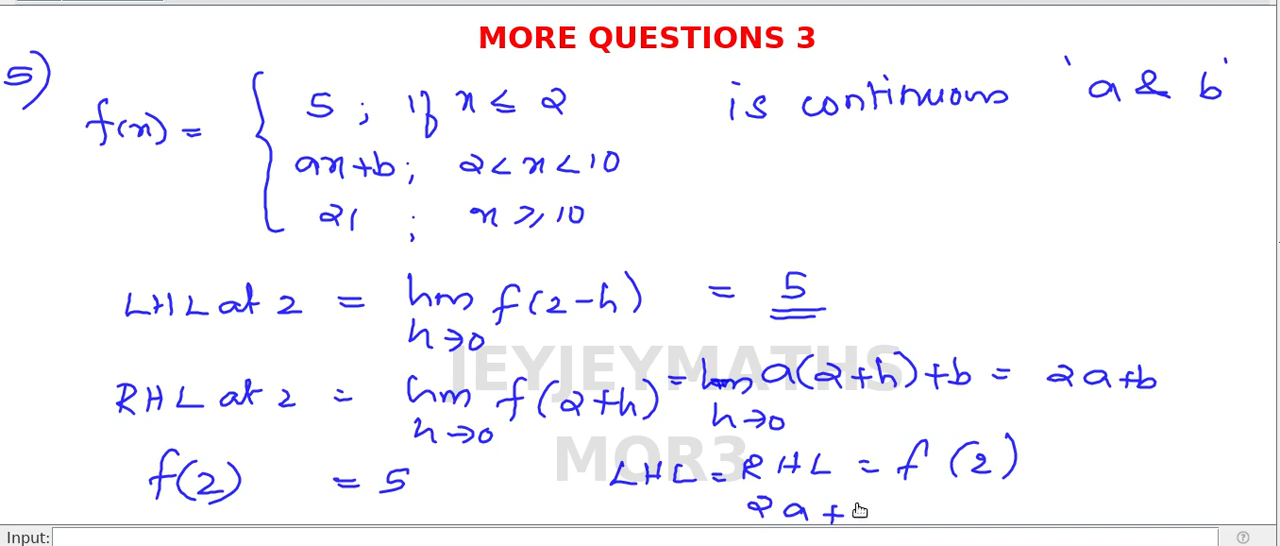 MORE QUESTIONS 3
5)
f(x) = { 5 ; if x ≤ 2 is continuous 'a & b'
ax+b ; 2 < x < 10
21 ; x ≥ 10
LHL at 2 = lim h→0 f(2-h) = 5
RHL at 2 = lim h→0 f(2+h) = lim h→0 a(2+h)+b = 2a+b
f(2) = 5 LHL = RHL = f(2)
2a +
JEYJEYMATHS
MOR3
Input: